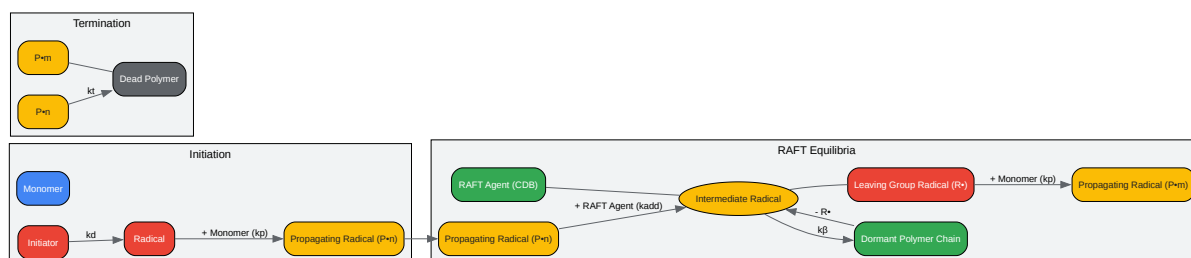 Termination
P•m
Dead Polymer
kt
P•n
Initiation
Monomer
Initiator
kd
Radical
+ Monomer (kp)
Propagating Radical (P•n)
RAFT Equilibria
RAFT Agent (CDB)
Propagating Radical (P•n)
+ RAFT Agent (kadd)
Intermediate Radical
Leaving Group Radical (R•)
+ Monomer (kp)
Propagating Radical (P•m)
- R•
kβ
Dormant Polymer Chain